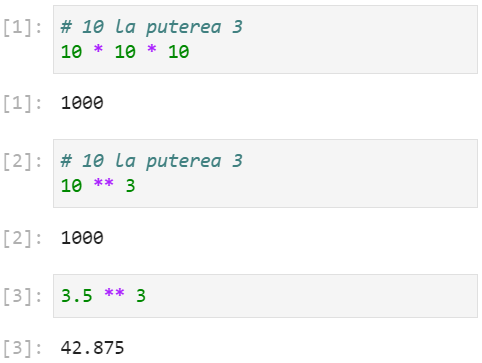 [1]: # 10 la puterea 3
10 * 10 * 10
[1]: 1000
[2]: # 10 la puterea 3
10 ** 3
[2]: 1000
[3]: 3.5 ** 3
[3]: 42.875